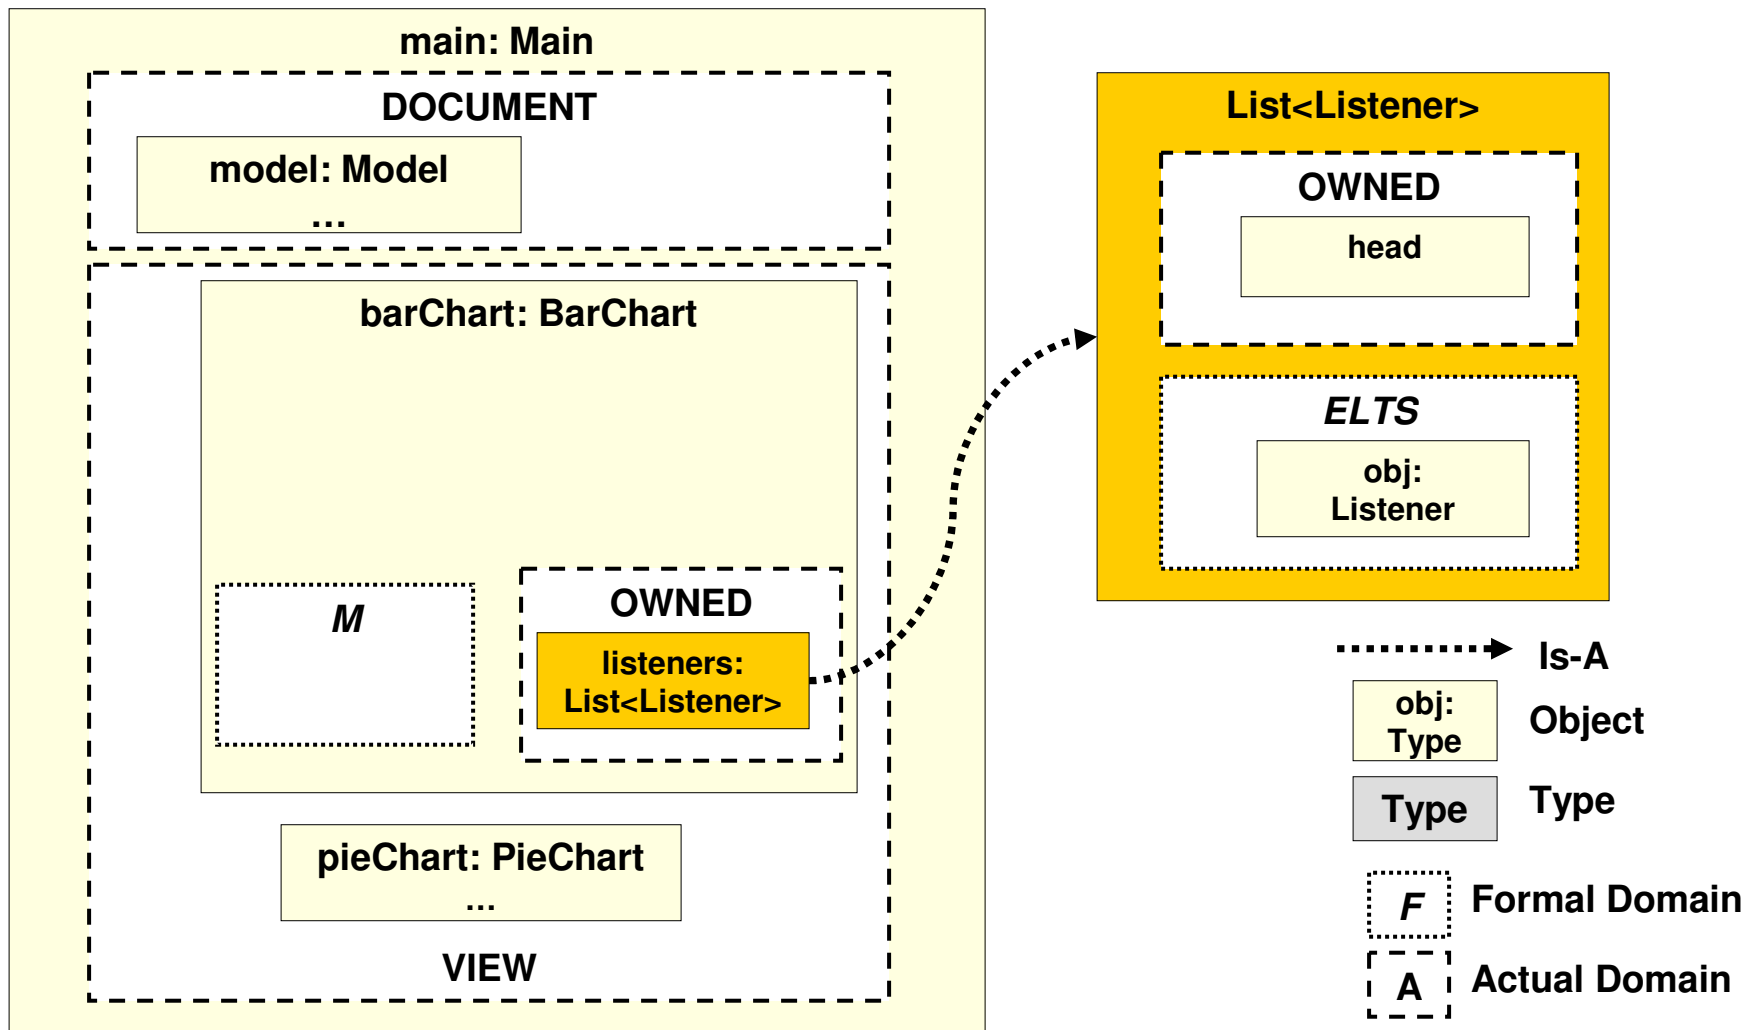 main: Main
DOCUMENT
model: Model
...
barChart: BarChart
M
OWNED
listeners:
List<Listener>
pieChart: PieChart
...
VIEW
List<Listener>
OWNED
head
ELTS
obj:
Listener
Is-A
obj:
Type
Object
Type
Type
F
Formal Domain
A
Actual Domain